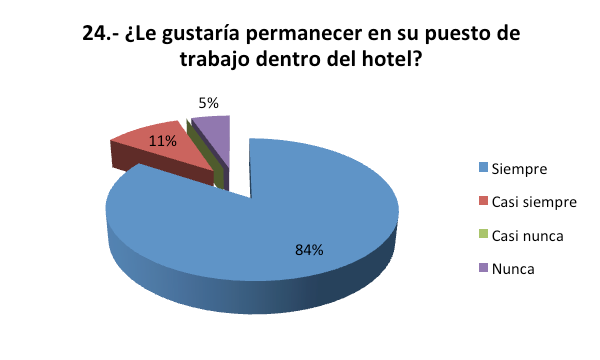 24.- ¿Le gustaría permanecer en su puesto de
trabajo dentro del hotel?
5%
11%
84%
Siempre
Casi siempre
Casi nunca
Nunca